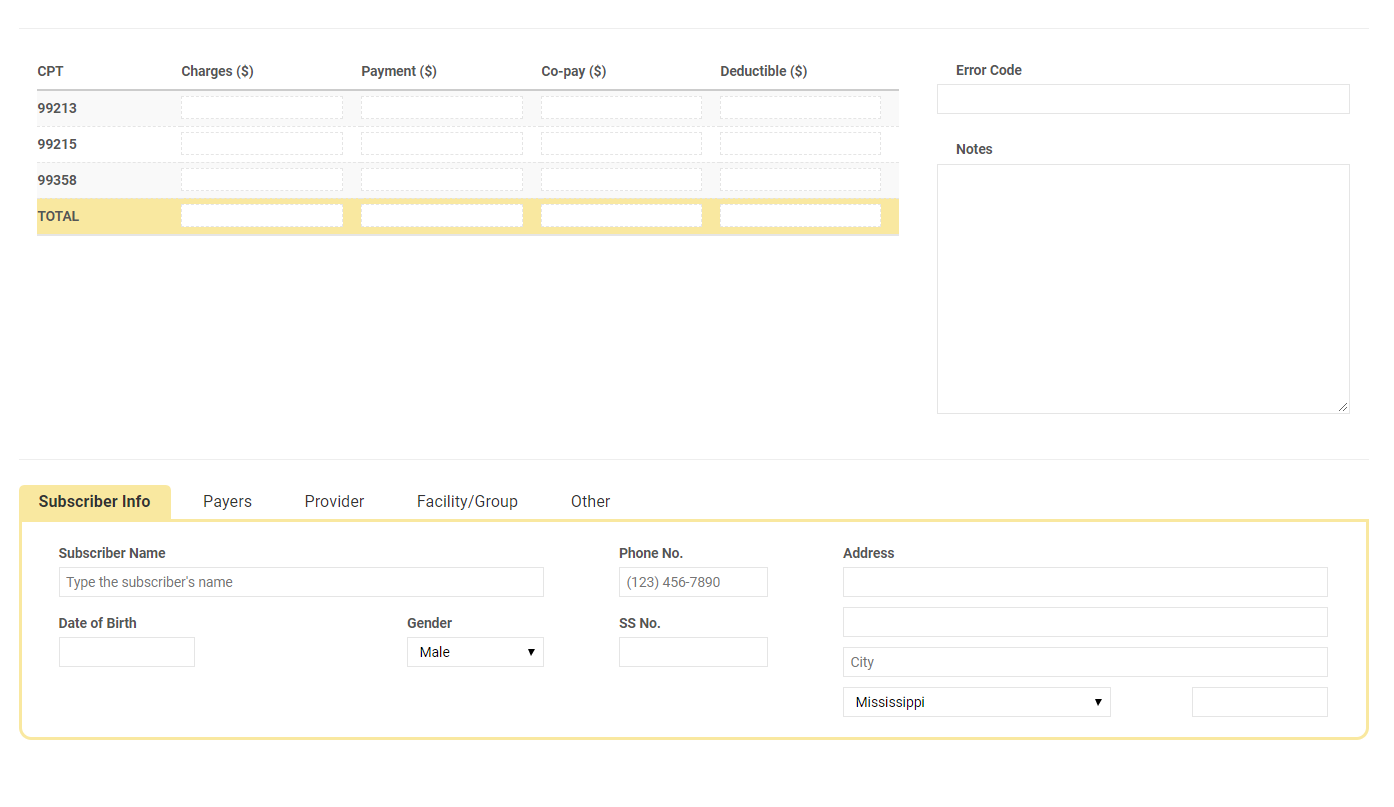 CPT Charges ($) Payment ($) Co-pay ($) Deductible ($)
99213
99215
99358
TOTAL
Error Code
Notes
Subscriber Info Payers Provider Facility/Group Other
Subscriber Name
Type the subscriber's name
Date of Birth Gender
Male
Phone No.
(123) 456-7890
SS No.
Address
City
Mississippi